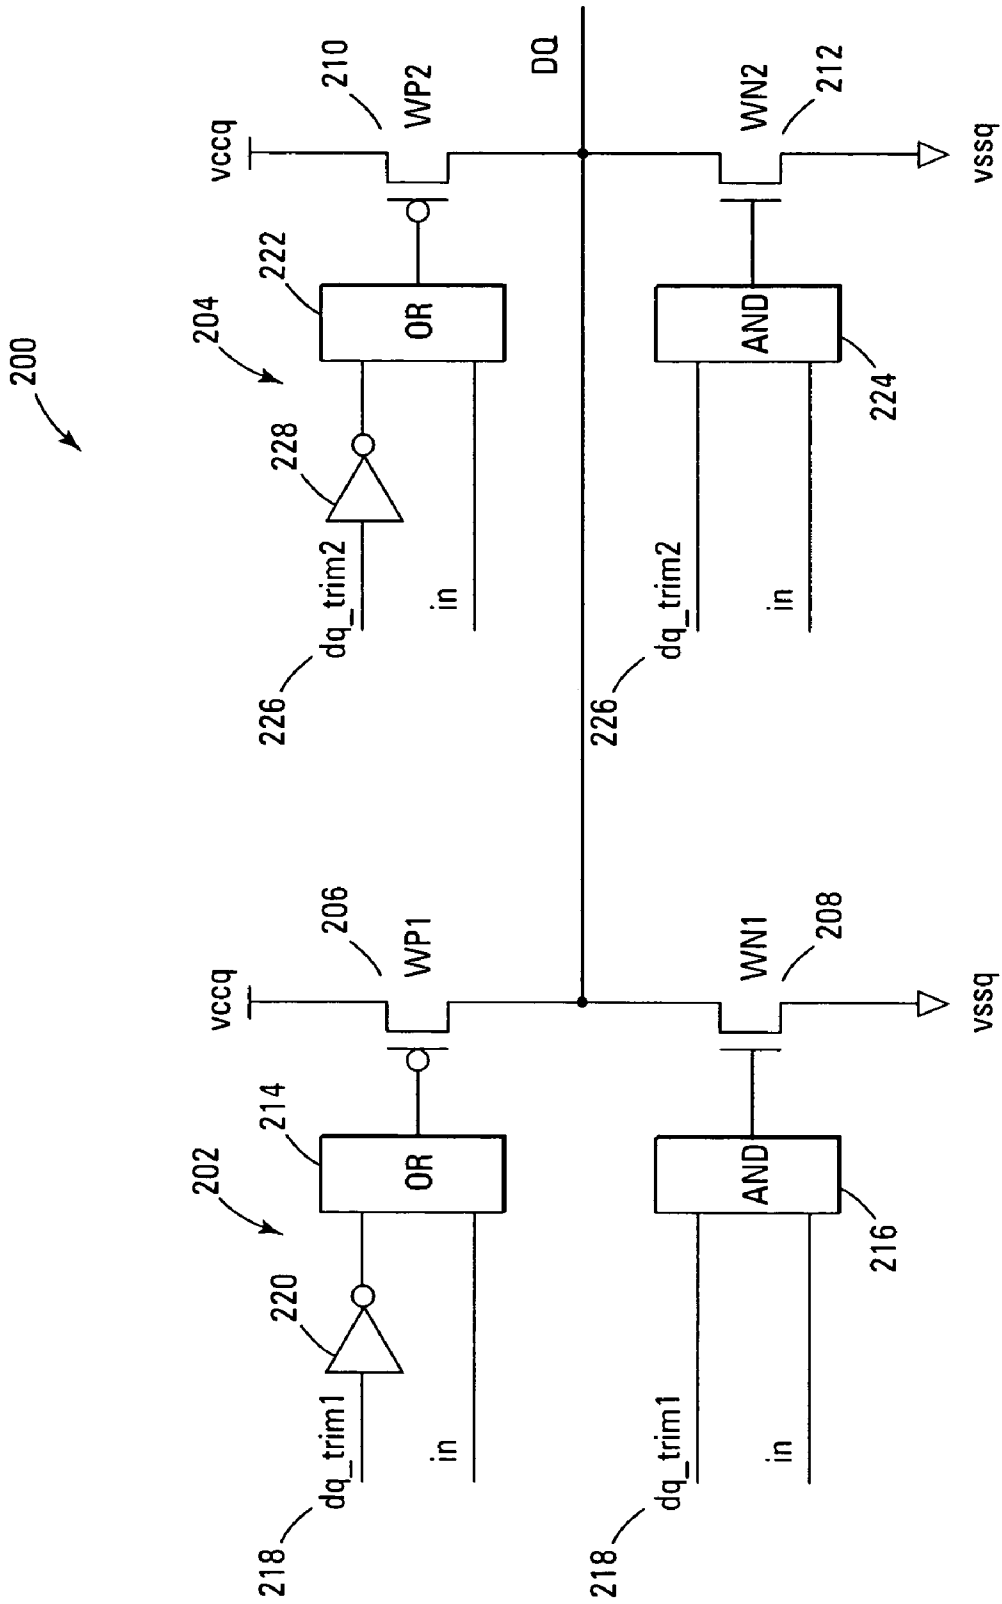 200
vccq
210
WP2
DQ
WN2
212
vssq
204
222
OR
228
dq_trim2
226
in
AND
224
dq_trim2
226
in
vccq
206
WP1
WN1
208
vssq
202
214
OR
220
dq_trim1
218
in
AND
216
dq_trim1
218
in